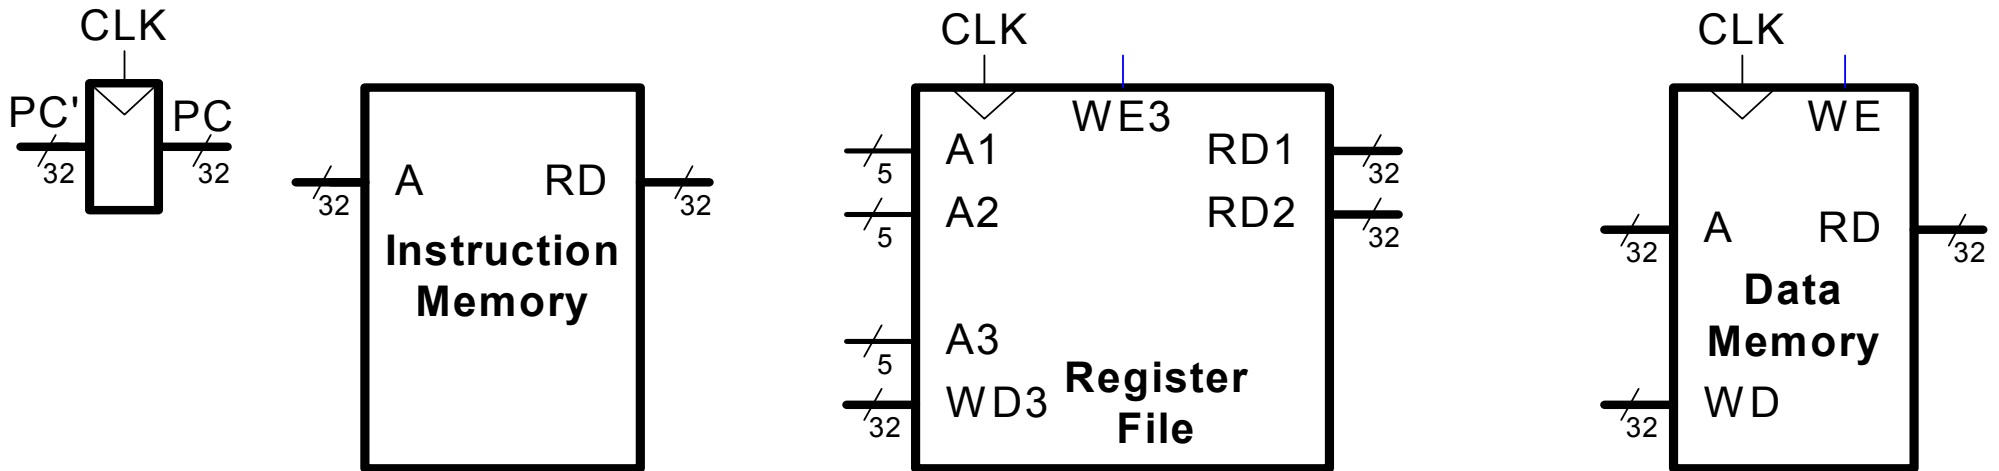 CLK
PC'
PC
32
32
A
RD
32
32
Instruction
Memory
CLK
WE3
A1
RD1
5
32
A2
RD2
5
32
A3
5
WD3
32
Register
File
CLK
WE
A
RD
32
32
Data
Memory
WD
32